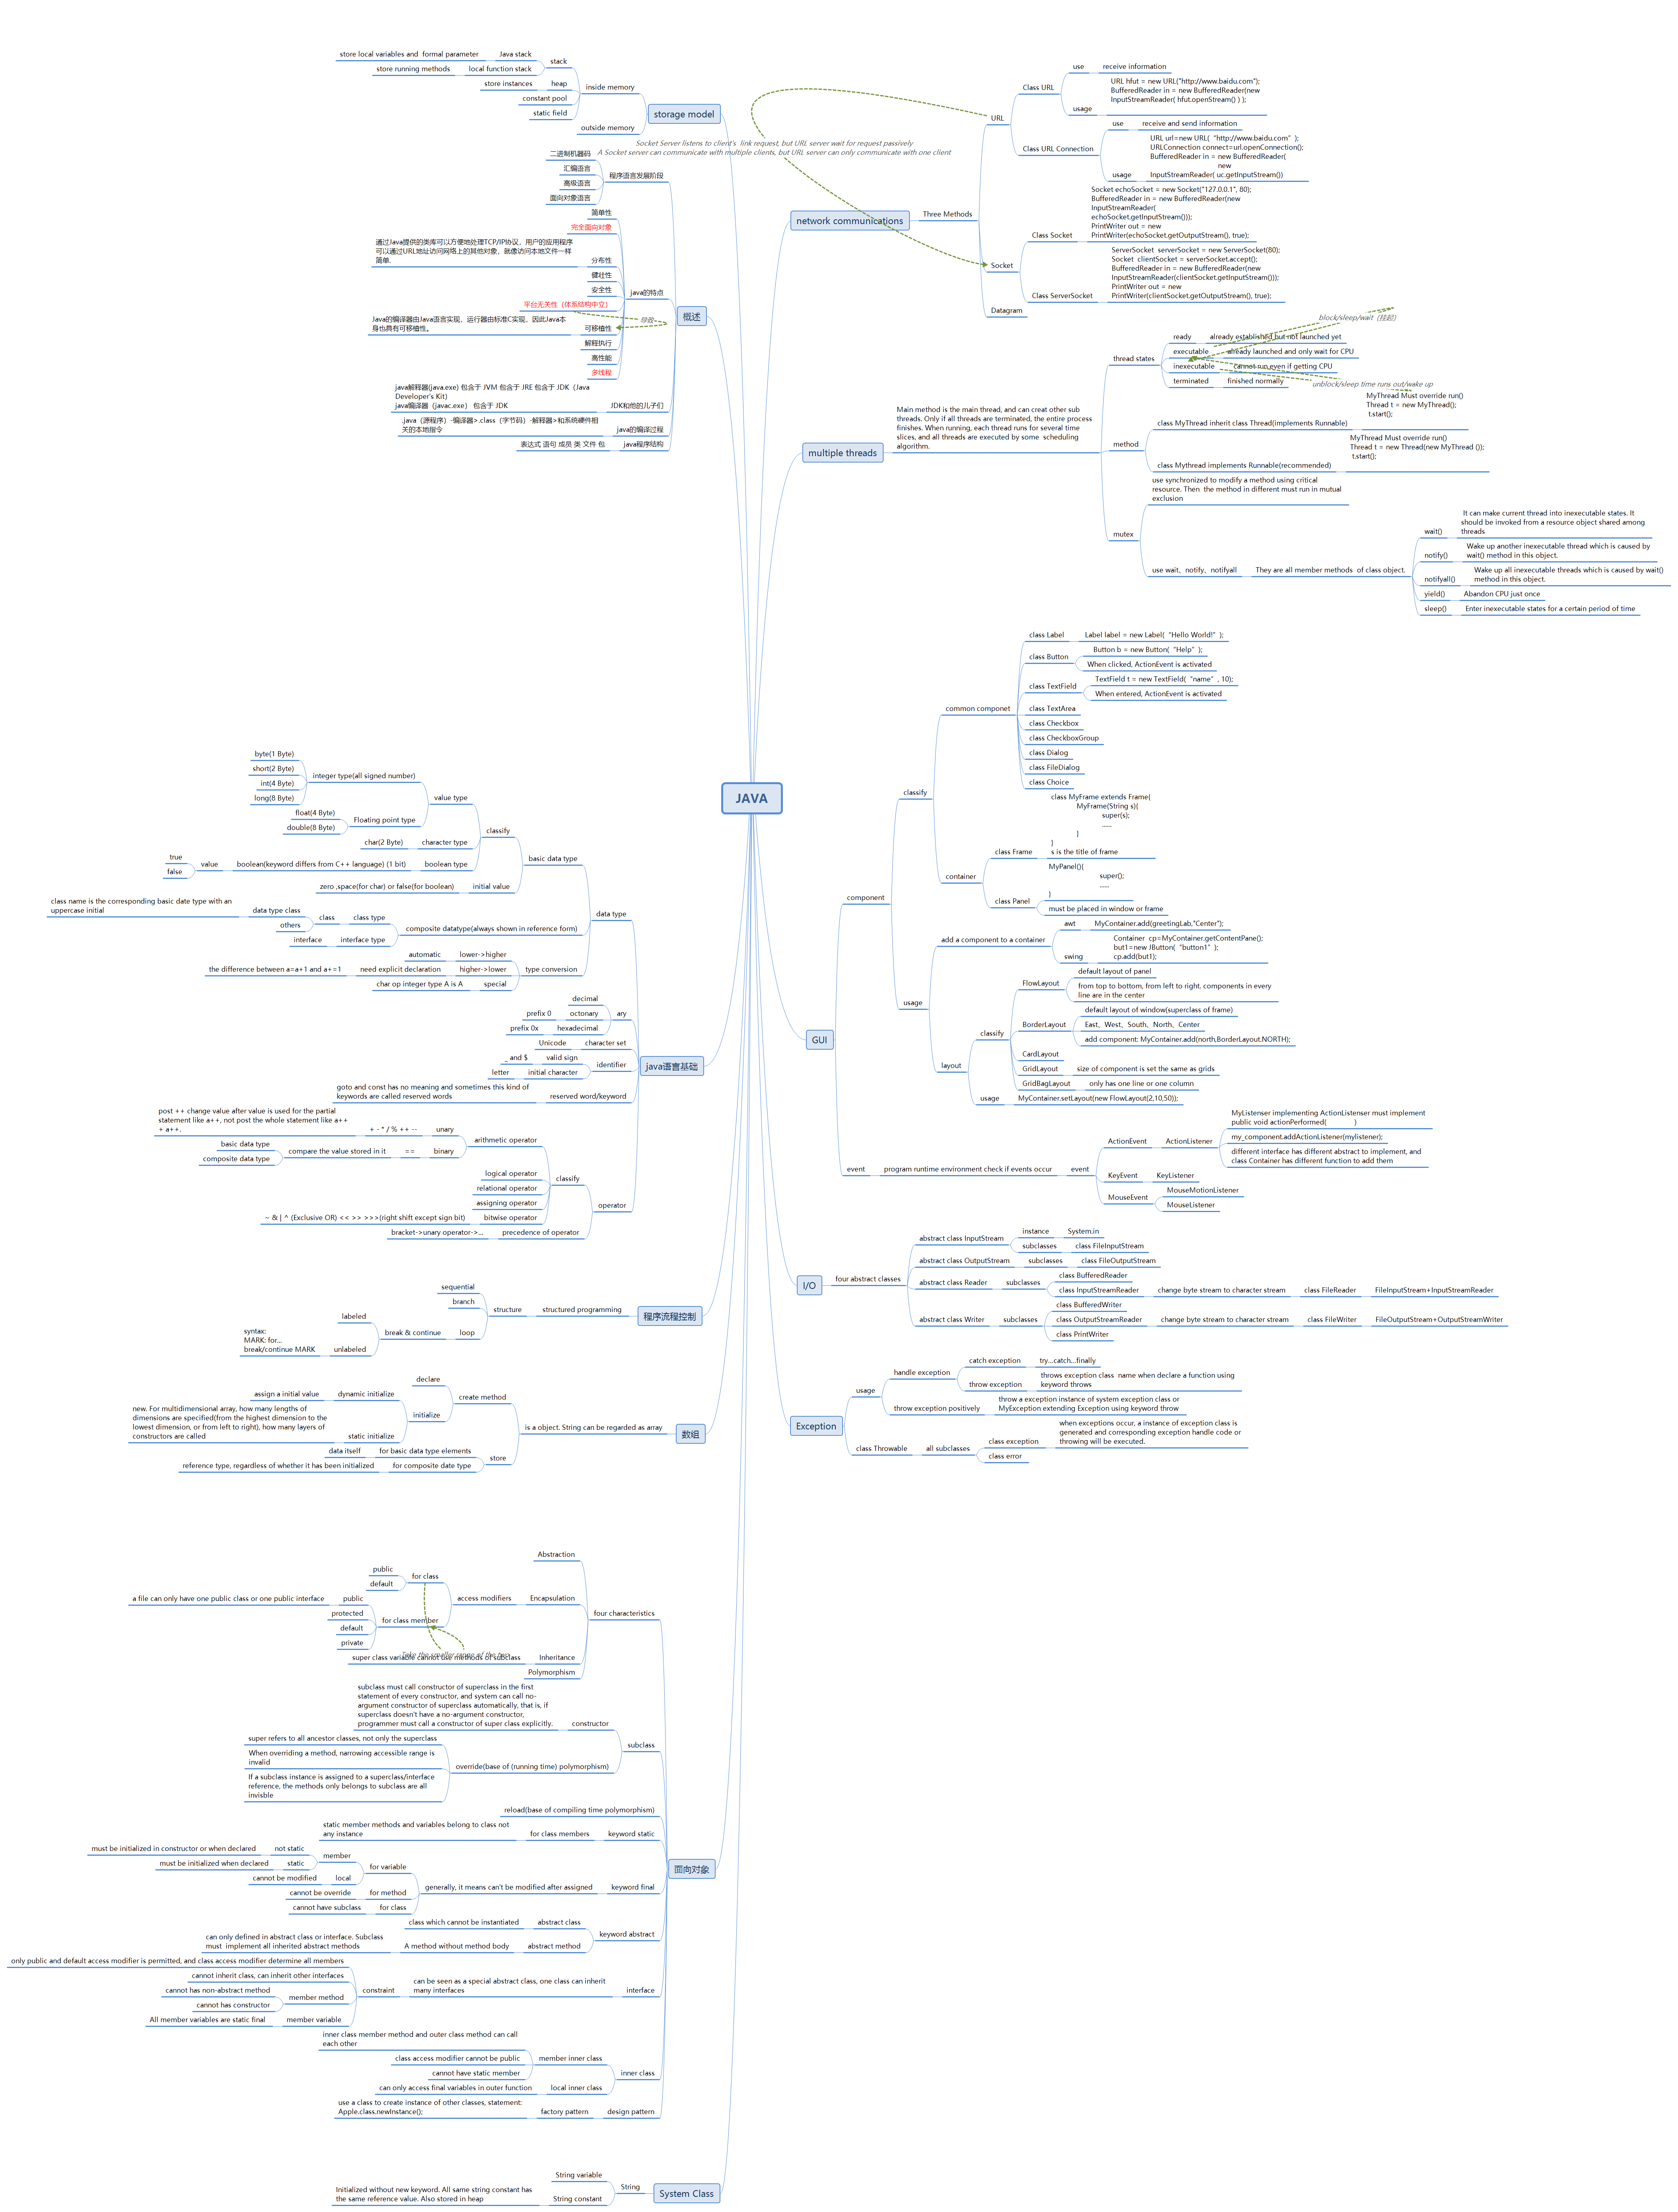 JAVA
storage model
inside memory
stack
Java stack
store local variables and  formal parameter
local function stack
store running methods
heap
store instances
constant pool
static field
outside memory
概述
程序语言发展阶段
二进制机器码
汇编语言
高级语言
面向对象语言
java的特点
简单性
完全面向对象
分布性
通过Java提供的类库可以方便地处理TCP/IP协议，用户的应用程序
可以通过URL地址访问网络上的其他对象，就像访问本地文件一样
简单.
健壮性
安全性
平台无关性（体系结构中立）
导致
可移植性
Java的编译器由Java语言实现，运行器由标准C实现，因此Java本
身也具有可移植性。
解释执行
高性能
多线程
JDK和他的儿子们
java解释器(java.exe) 包含于 JVM 包含于 JRE 包含于 JDK（Java
Developer's Kit)
java编译器（javac.exe） 包含于 JDK
java的编译过程
.java（源程序）-编译器>.class（字节码）-解释器>和系统硬件相
关的本地指令
java程序结构
表达式 语句 成员 类 文件 包
java语言基础
data type
basic data type
classify
value type
integer type(all signed number)
byte(1 Byte)
short(2 Byte)
int(4 Byte)
long(8 Byte)
Floating point type
float(4 Byte)
double(8 Byte)
character type
char(2 Byte)
boolean type
boolean(keyword differs from C++ language) (1 bit)
value
true
false
initial value
zero ,space(for char) or false(for boolean)
composite datatype(always shown in reference form)
class type
class
data type class
class name is the corresponding basic date type with an
uppercase initial
others
interface type
interface
type conversion
lower->higher
automatic
higher->lower
need explicit declaration
the difference between a=a+1 and a+=1
special
char op integer type A is A
ary
decimal
octonary
prefix 0
hexadecimal
prefix 0x
character set
Unicode
identifier
valid sign
_ and $
initial character
letter
reserved word/keyword
goto and const has no meaning and sometimes this kind of
keywords are called reserved words
operator
classify
arithmetic operator
unary
+ - * / % ++ --
post ++ change value after value is used for the partial
statement like a++, not post the whole statement like a++
+ a++.
binary
==
compare the value stored in it
basic data type
composite data type
logical operator
relational operator
assigning operator
bitwise operator
~ & | ^ (Exclusive OR) << >> >>>(right shift except sign bit)
precedence of operator
bracket->unary operator->...
程序流程控制
structured programming
structure
sequential
branch
loop
break & continue
labeled
unlabeled
syntax:
MARK: for...
break/continue MARK
数组
is a object. String can be regarded as array
create method
declare
initialize
dynamic initialize
assign a initial value
static initialize
new. For multidimensional array, how many lengths of
dimensions are specified(from the highest dimension to the
lowest dimension, or from left to right), how many layers of
constructors are called
store
for basic data type elements
data itself
for composite date type
reference type, regardless of whether it has been initialized
面向对象
four characteristics
Abstraction
Encapsulation
access modifiers
for class
public
default
for class member
public
a file can only have one public class or one public interface
protected
default
private
Take the smaller range of the two
Inheritance
super class variable cannot use methods of subclass
Polymorphism
subclass
constructor
subclass must call constructor of superclass in the first
statement of every constructor, and system can call no-
argument constructor of superclass automatically, that is, if
superclass doesn't have a no-argument constructor,
programmer must call a constructor of super class explicitly.
override(base of (running time) polymorphism)
super refers to all ancestor classes, not only the superclass
When overriding a method, narrowing accessible range is
invalid
If a subclass instance is assigned to a superclass/interface
reference, the methods only belongs to subclass are all
invisble
reload(base of compiling time polymorphism)
keyword static
for class members
static member methods and variables belong to class not
any instance
keyword final
generally, it means can't be modified after assigned
for variable
member
not static
must be initialized in constructor or when declared
static
must be initialized when declared
local
cannot be modified
for method
cannot be override
for class
cannot have subclass
keyword abstract
abstract class
class which cannot be instantiated
abstract method
A method without method body
can only defined in abstract class or interface. Subclass
must  implement all inherited abstract methods
interface
can be seen as a special abstract class, one class can inherit
many interfaces
constraint
only public and default access modifier is permitted, and class access modifier determine all members
cannot inherit class, can inherit other interfaces
member method
cannot has non-abstract method
cannot has constructor
member variable
All member variables are static final
inner class
member inner class
inner class member method and outer class method can call
each other
class access modifier cannot be public
cannot have static member
local inner class
can only access final variables in outer function
design pattern
factory pattern
use a class to create instance of other classes, statement:
Apple.class.newInstance();
System Class
String
String variable
String constant
Initialized without new keyword. All same string constant has
the same reference value. Also stored in heap
network communications
Three Methods
URL
Class URL
use
receive information
usage
URL hfut = new URL("http://www.baidu.com");
BufferedReader in = new BufferedReader(new
InputStreamReader( hfut.openStream() ) );
Class URL Connection
use
receive and send information
usage
URL url=new URL( “http://www.baidu.com” );
URLConnection connect=url.openConnection();
BufferedReader in = new BufferedReader(
new
InputStreamReader( uc.getInputStream())
Socket Server listens to client's  link request, but URL server wait for request passively
A Socket server can communicate with multiple clients, but URL server can only communicate with one client
Socket
Class Socket
Socket echoSocket = new Socket("127.0.0.1", 80);
BufferedReader in = new BufferedReader(new
InputStreamReader(
echoSocket.getInputStream()));
PrintWriter out = new
PrintWriter(echoSocket.getOutputStream(), true);
Class ServerSocket
ServerSocket  serverSocket = new ServerSocket(80);
Socket  clientSocket = serverSocket.accept();
BufferedReader in = new BufferedReader(new
InputStreamReader(clientSocket.getInputStream()));
PrintWriter out = new
PrintWriter(clientSocket.getOutputStream(), true);
Datagram
multiple threads
Main method is the main thread, and can creat other sub
threads. Only if all threads are terminated, the entire process
finishes. When running, each thread runs for several time
slices, and all threads are executed by some  scheduling
algorithm.
thread states
ready
already established but not launched yet
executable
already launched and only wait for CPU
inexecutable
cannot run even if getting CPU
terminated
finished normally
block/sleep/wait（挂起）
unblock/sleep time runs out/wake up
method
class MyThread inherit class Thread(implements Runnable)
MyThread Must override run()
Thread t = new MyThread();
t.start();
class Mythread implements Runnable(recommended)
MyThread Must override run()
Thread t = new Thread(new MyThread ());
t.start();
mutex
use synchronized to modify a method using critical
resource. Then  the method in different must run in mutual
exclusion
use wait、notify、notifyall
They are all member methods  of class object.
wait()
It can make current thread into inexecutable states. It
should be invoked from a resource object shared among
threads
notify()
Wake up another inexecutable thread which is caused by
wait() method in this object.
notifyall()
Wake up all inexecutable threads which is caused by wait()
method in this object.
yield()
Abandon CPU just once
sleep()
Enter inexecutable states for a certain period of time
GUI
component
classify
common componet
class Label
Label label = new Label( “Hello World!” );
class Button
Button b = new Button( “Help” );
When clicked, ActionEvent is activated
class TextField
TextField t = new TextField( “name” , 10);
When entered, ActionEvent is activated
class TextArea
class Checkbox
class CheckboxGroup
class Dialog
class FileDialog
class Choice
container
class Frame
class MyFrame extends Frame{
MyFrame(String s){
super(s);
......
}
}
s is the title of frame
class Panel
MyPanel(){
super();
......
}
must be placed in window or frame
usage
add a component to a container
awt
MyContainer.add(greetingLab,"Center");
swing
Container  cp=MyContainer.getContentPane();
but1=new JButton( “button1” );
cp.add(but1);
layout
classify
FlowLayout
default layout of panel
from top to bottom, from left to right, components in every
line are in the center
BorderLayout
default layout of window(superclass of frame)
East、West、South、North、Center
add component: MyContainer.add(north,BorderLayout.NORTH);
CardLayout
GridLayout
size of component is set the same as grids
GridBagLayout
only has one line or one column
usage
MyContainer.setLayout(new FlowLayout(2,10,50));
event
program runtime environment check if events occur
event
ActionEvent
ActionListener
MyListenser implementing ActionListenser must implement
public void actionPerformed( )
my_component.addActionListener(mylistener);
different interface has different abstract to implement, and
class Container has different function to add them
KeyEvent
KeyListener
MouseEvent
MouseMotionListener
MouseListener
I/O
four abstract classes
abstract class InputStream
instance
System.in
subclasses
class FileInputStream
abstract class OutputStream
subclasses
class FileOutputStream
abstract class Reader
subclasses
class BufferedReader
class InputStreamReader
change byte stream to character stream
class FileReader
FileInputStream+InputStreamReader
abstract class Writer
subclasses
class BufferedWriter
class OutputStreamReader
change byte stream to character stream
class FileWriter
FileOutputStream+OutputStreamWriter
class PrintWriter
Exception
usage
handle exception
catch exception
try...catch...finally
throw exception
throws exception class  name when declare a function using
keyword throws
throw exception positively
throw a exception instance of system exception class or
MyException extending Exception using keyword throw
class Throwable
all subclasses
class exception
when exceptions occur, a instance of exception class is
generated and corresponding exception handle code or
throwing will be executed.
class error